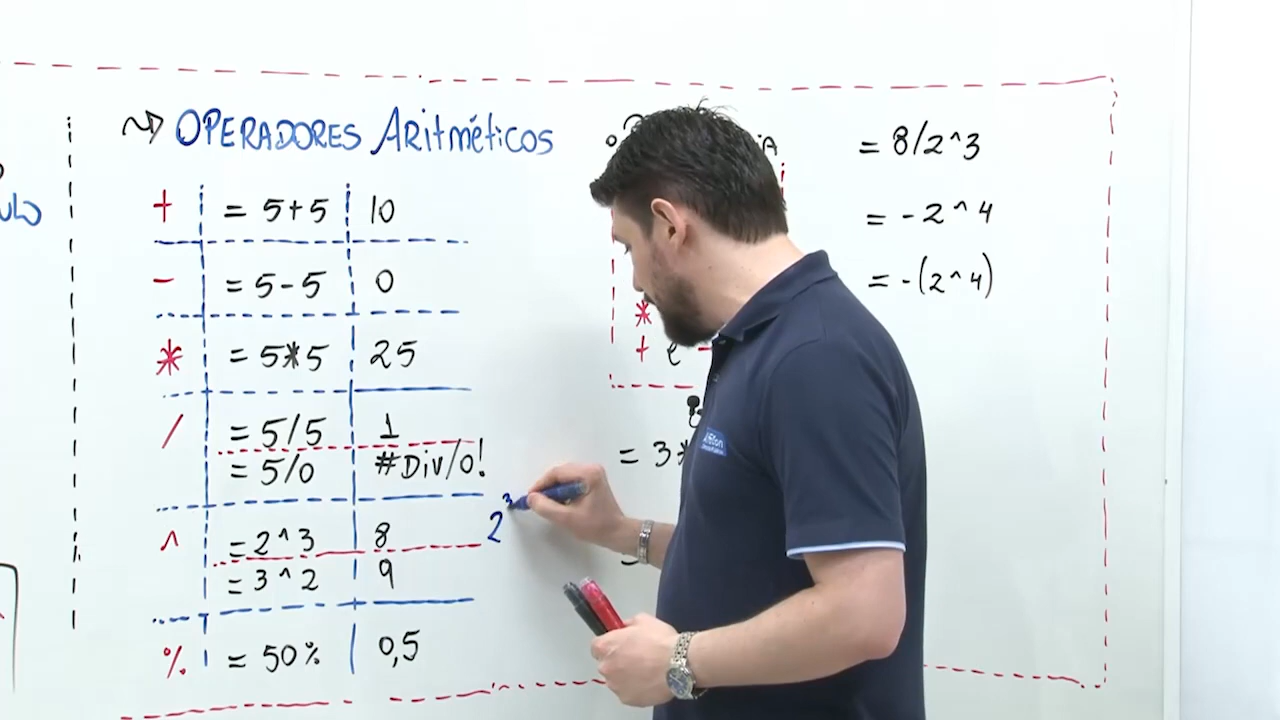 OPERADORES Aritméticos
+ = 5+5 10
- = 5-5 0
* = 5*5 25
/ = 5/5 1
= 5/0 #Div/0!
^ = 2^3 8
= 3^2 9
% = 50% 0,5
2³
*
+ e -
= 3*
= 8/2^3
= -2^4
= -(2^4)